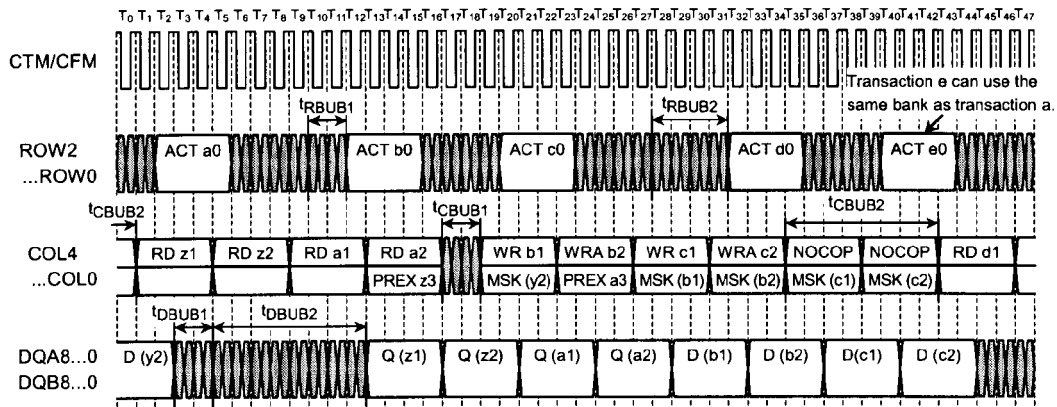 T0 T1 T2 T3 T4 T5 T6 T7 T8 T9 T10 T11 T12 T13 T14 T15 T16 T17 T18 T19 T20 T21 T22 T23 T24 T25 T26 T27 T28 T29 T30 T31 T32 T33 T34 T35 T36 T37 T38 T39 T40 T41 T42 T43 T44 T45 T46 T47
CTM/CFM
Transaction e can use the
same bank as transaction a.
tRBUB1 tRBUB2
ROW2 ACT a0 ACT b0 ACT c0 ACT d0 ACT e0
...ROW0
tCBUB2 tCBUB1 tCBUB2
COL4 RD z1 RD z2 RD a1 RD a2 WR b1 WRA b2 WR c1 WRA c2 NOCOP NOCOP RD d1
...COL0 PREX z3 MSK (y2) PREX a3 MSK (b1) MSK (b2) MSK (c1) MSK (c2)
tDBUB1 tDBUB2
DQA8...0 D (y2) Q (z1) Q (z2) Q (a1) Q (a2) D (b1) D (b2) D(c1) D (c2)
DQB8...0